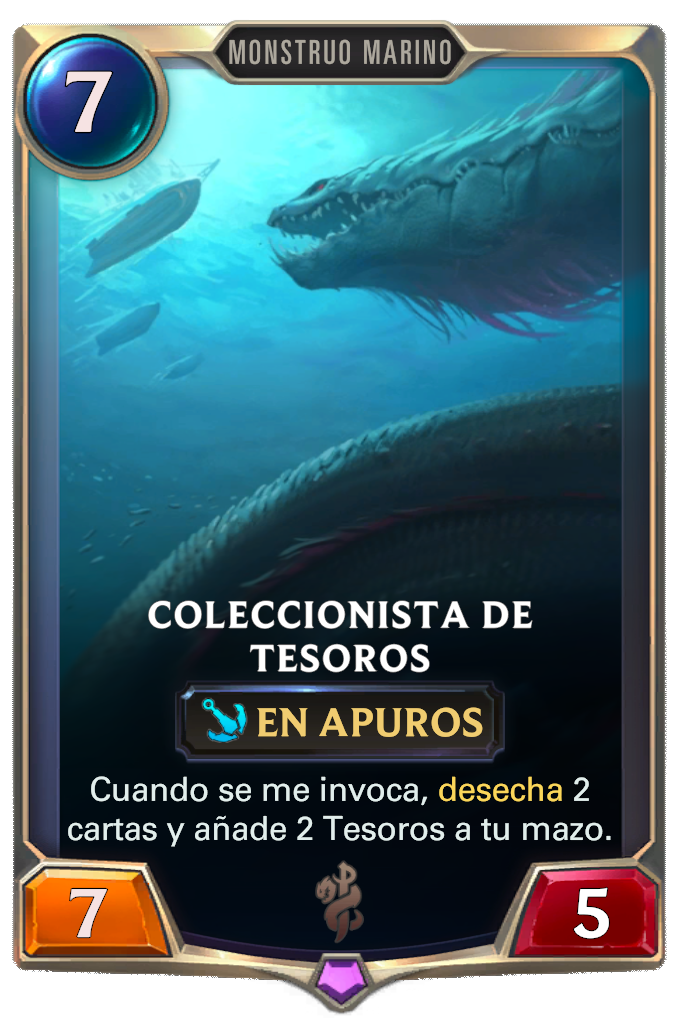 MONSTRUO MARINO
7
COLECCIONISTA DE
TESOROS
EN APUROS
Cuando se me invoca, desecha 2
cartas y añade 2 Tesoros a tu mazo.
7
5